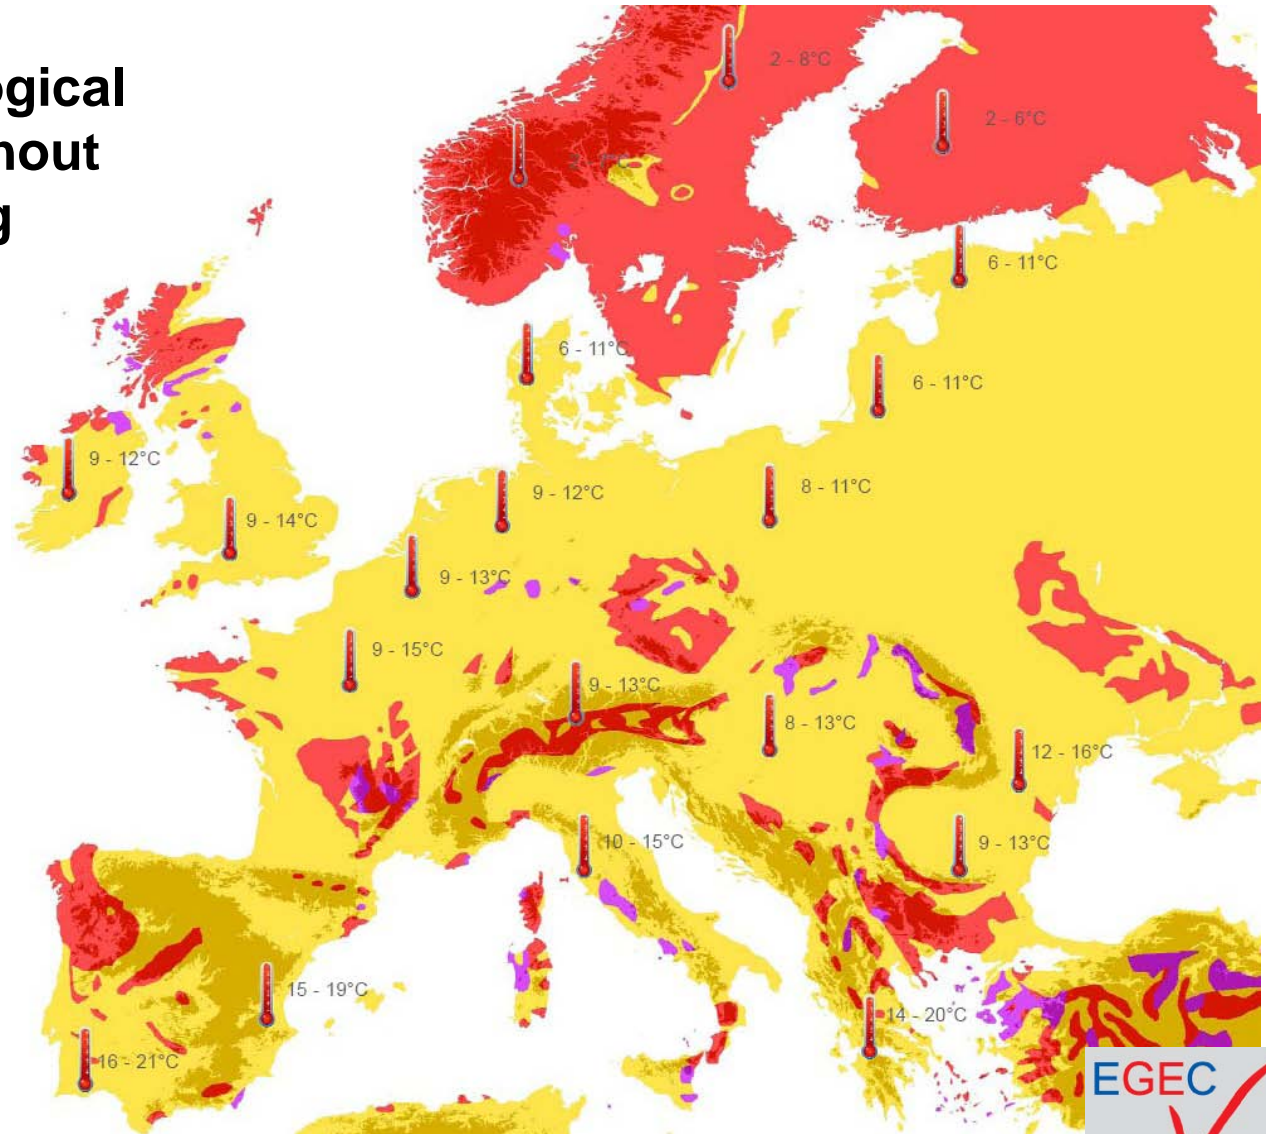 ogical
hout
g
2 - 8°C
2 - 6°C
6 - 11°C
6 - 11°C
6 - 11°C
9 - 12°C
9 - 12°C
8 - 11°C
9 - 14°C
9 - 13°C
9 - 15°C
9 - 13°C
8 - 13°C
12 - 16°C
10 - 15°C
9 - 13°C
15 - 19°C
14 - 20°C
16 - 21°C
EGEC